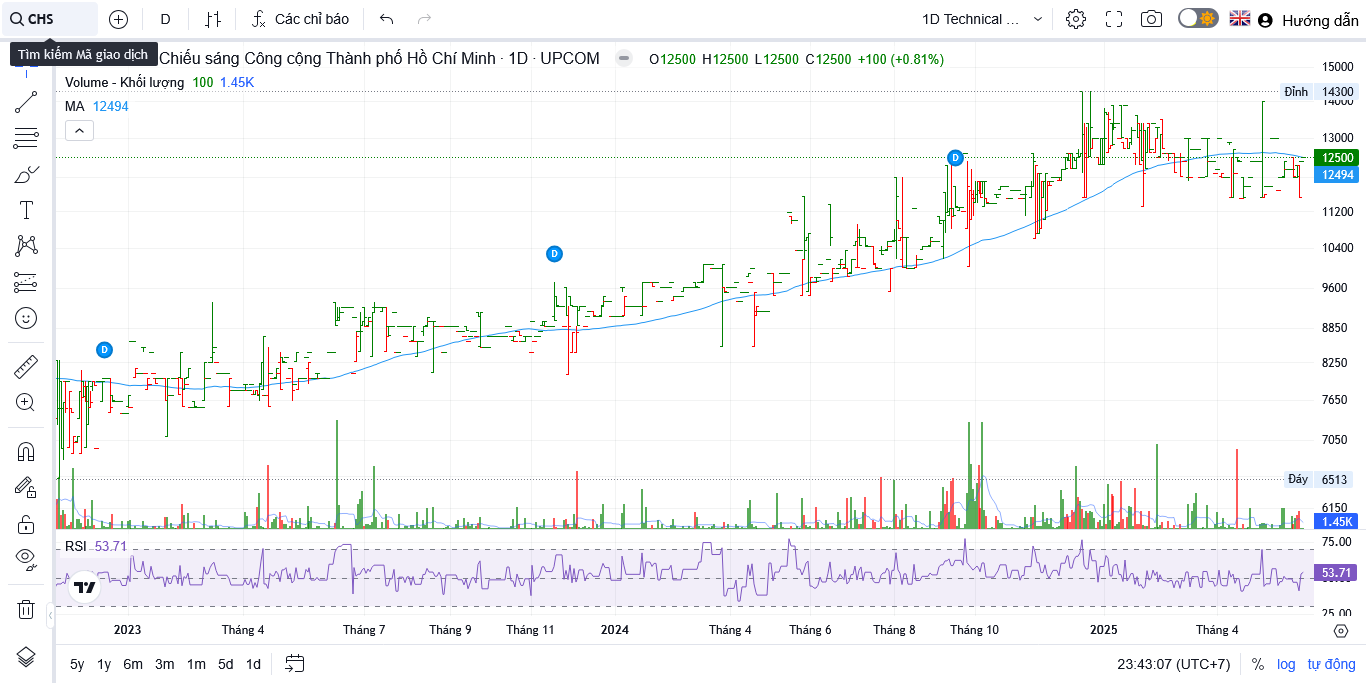 CHS
D
Các chỉ báo
1D Technical ...
Hướng dẫn
Tìm kiếm Mã giao dịch
Chiếu sáng Công cộng Thành phố Hồ Chí Minh · 1D · UPCOM
O12500 H12500 L12500 C12500 +100 (+0.81%)
Volume - Khối lượng 100 1.45K
MA 12494
15000
Đỉnh 14300
14000
13000
12500
12494
11200
10400
9600
8850
8250
7650
7050
Đáy 6513
6150
1.45K
D
D
D
RSI 53.71
75.00
53.71
25.00
2023 Tháng 4 Tháng 7 Tháng 9 Tháng 11 2024 Tháng 4 Tháng 6 Tháng 8 Tháng 10 2025 Tháng 4
5y 1y 6m 3m 1m 5d 1d
23:43:07 (UTC+7) % log tự động